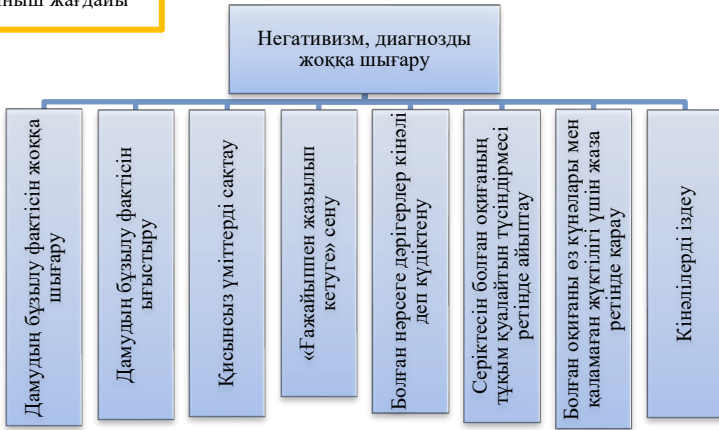 жағдайы
Негативизм, диагнозды
жоққа шығару
Дамудың бұзылу фактісін жоққа
шығару
Дамудың бұзылу фактісін
ығыстыру
Қисынсыз үміттерді сақтау
«Ғажайыппен жазылып
кетуге» сену
Болған нәрсеге дәрігерлер кінәлі
деп күдіктену
Серіктесін болған оқиғаның
тұқым қуалайтын түсіндірмесі
ретінде айыптау
Болған оқиғаны өз күнәлары мен
қаламаған жүктілігі үшін жаза
ретінде қарау
Кінәлілерді іздеу